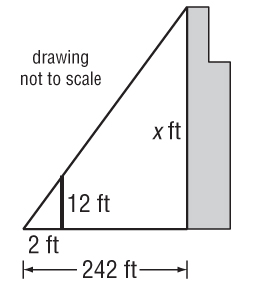 drawing
not to scale
x ft
12 ft
2 ft
242 ft